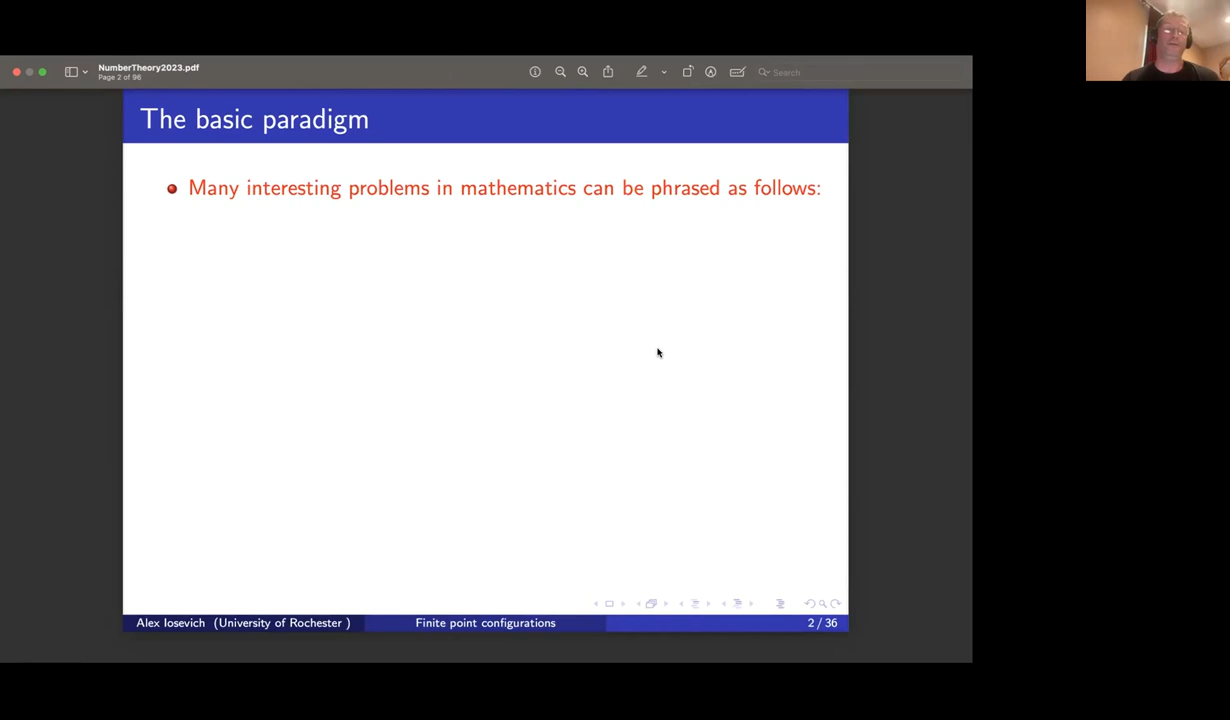 NumberTheory2023.pdf
Page 2 of 96
Search
The basic paradigm
Many interesting problems in mathematics can be phrased as follows:
Alex Iosevich (University of Rochester ) Finite point configurations 2 / 36